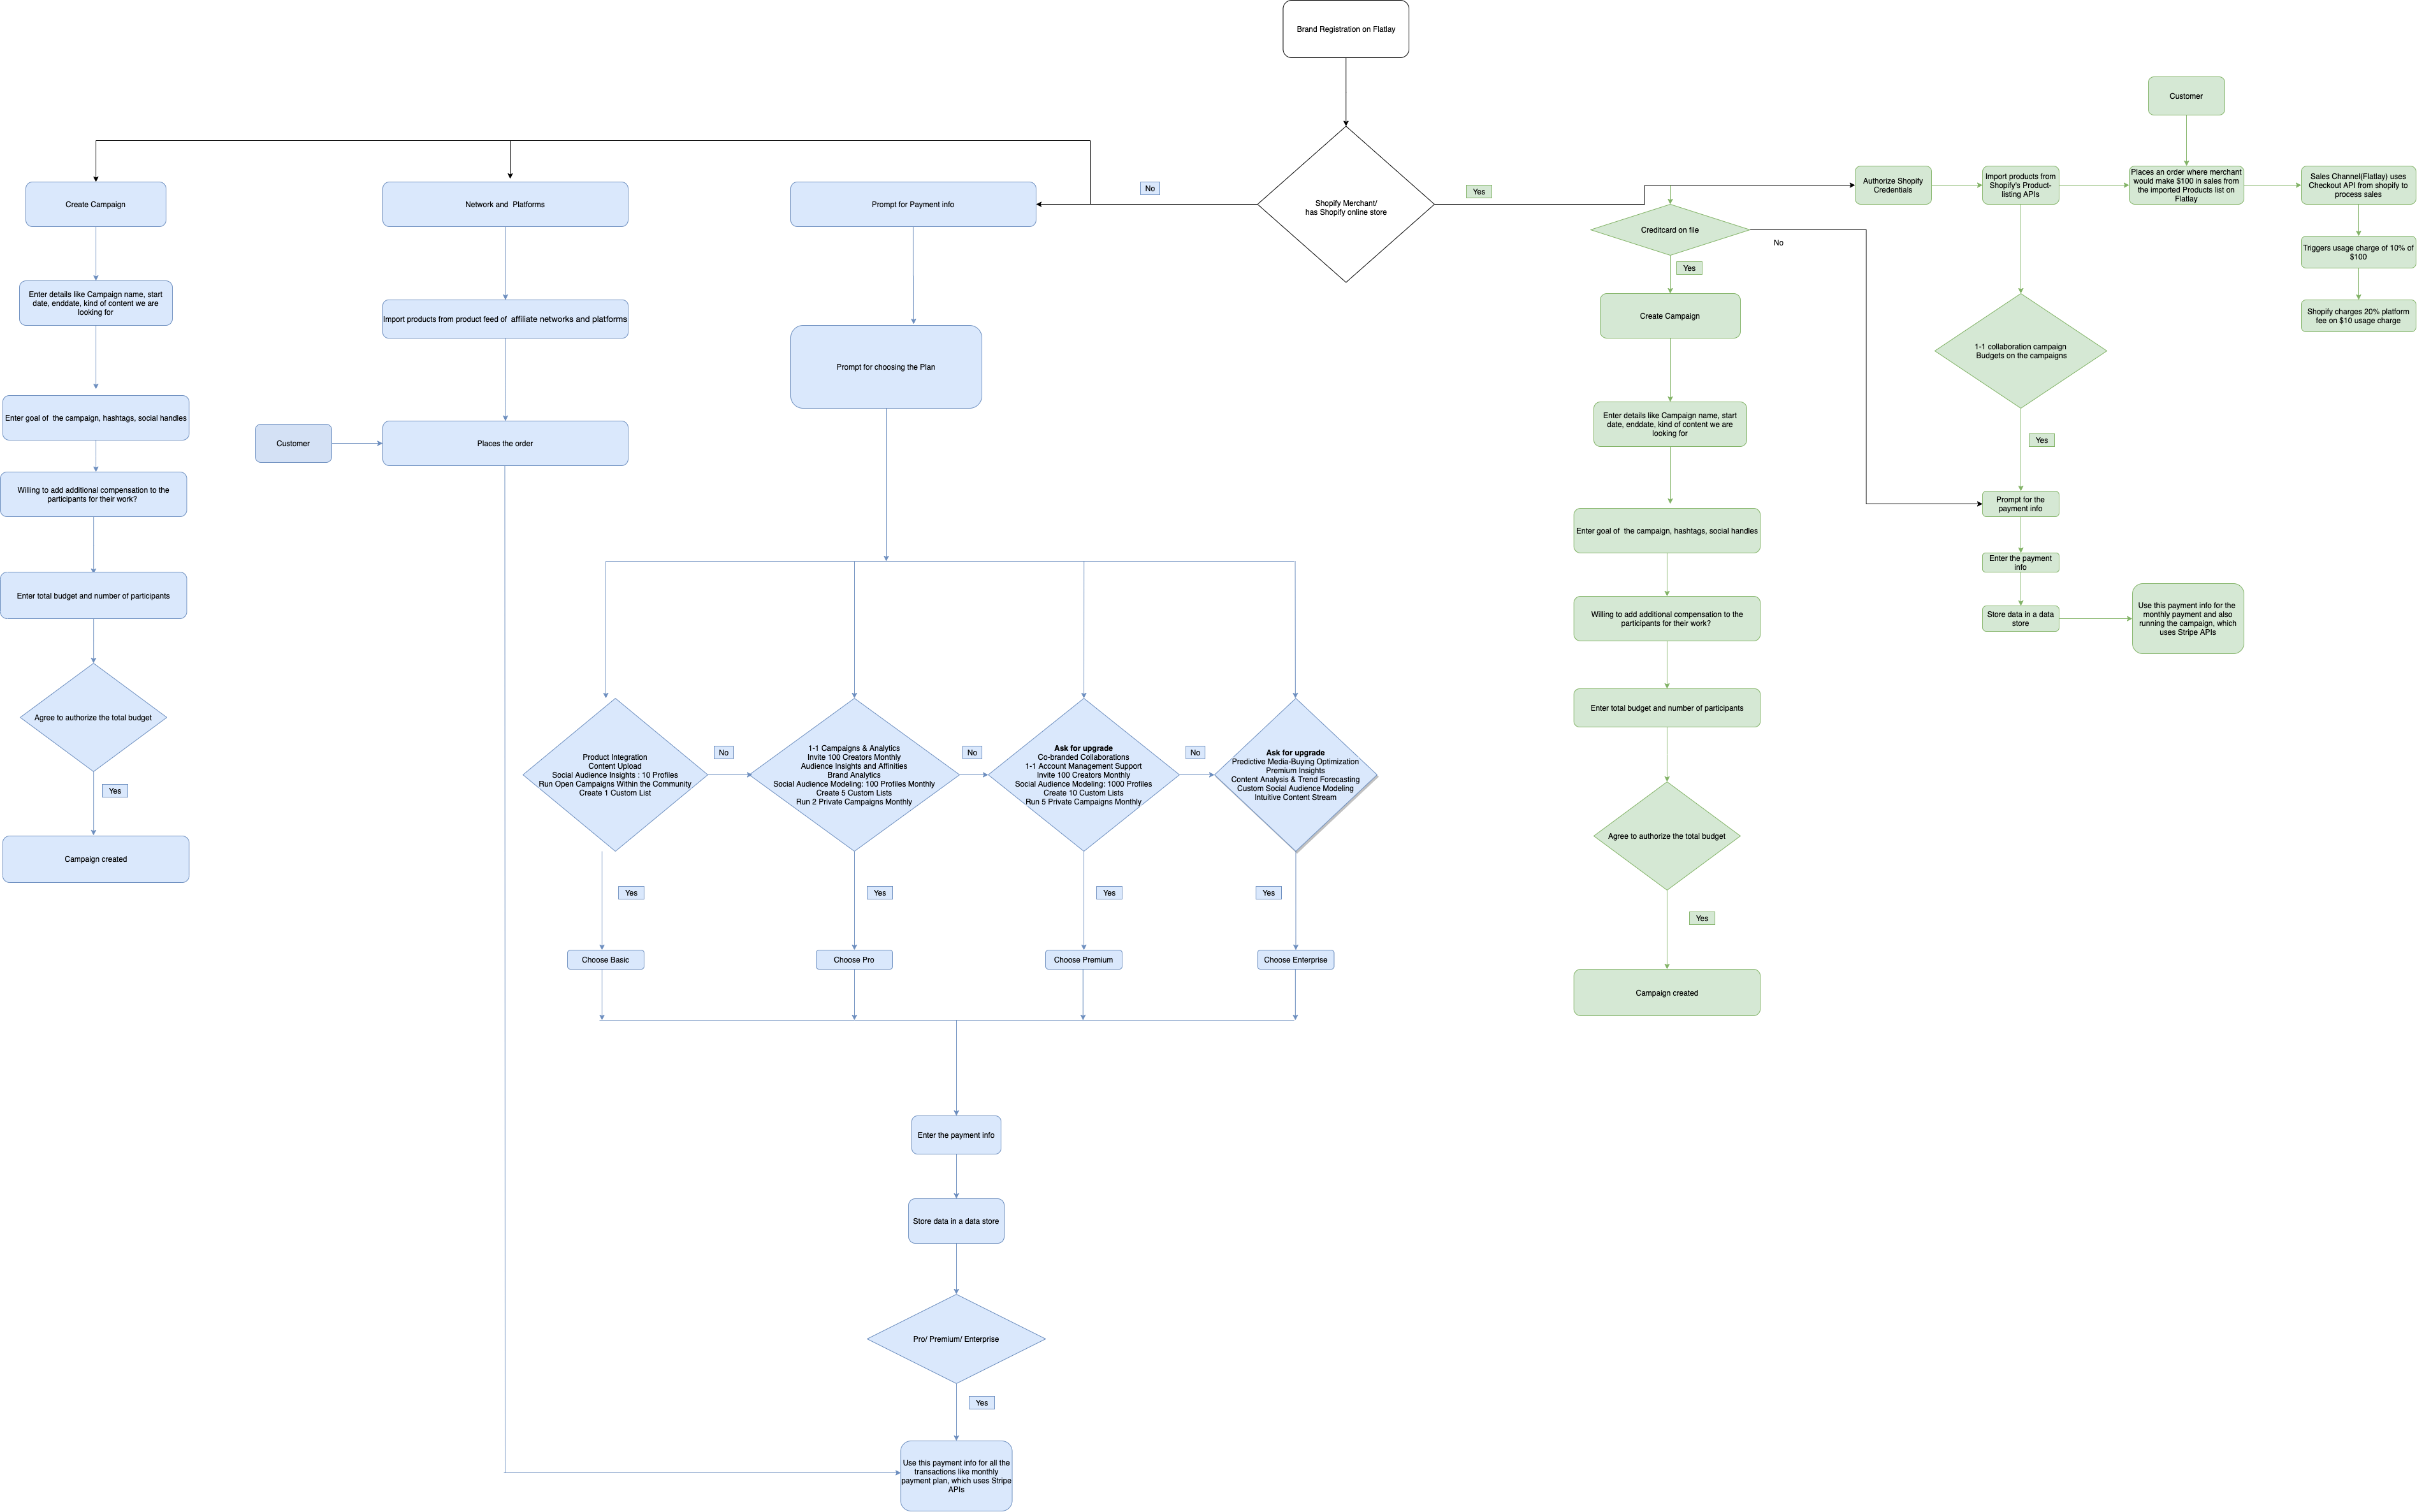 Brand Registration on Flatlay
Customer
No
Yes
Shopify Merchant/
has Shopify online store
Create Campaign
Enter details like Campaign name, start
date, enddate, kind of content we are
looking for
Enter goal of  the campaign, hashtags, social handles
Willing to add additional compensation to the
participants for their work?
Enter total budget and number of participants
Agree to authorize the total budget
Yes
Campaign created
Network and  Platforms
Import products from product feed of  affiliate networks and platforms
Customer
Places the order
Prompt for Payment info
Prompt for choosing the Plan
Product Integration
Content Upload
Social Audience Insights : 10 Profiles
Run Open Campaigns Within the Community
Create 1 Custom List
No
1-1 Campaigns & Analytics
Invite 100 Creators Monthly
Audience Insights and Affinities
Brand Analytics
Social Audience Modeling: 100 Profiles Monthly
Create 5 Custom Lists
Run 2 Private Campaigns Monthly
No
Ask for upgrade
Co-branded Collaborations
1-1 Account Management Support
Invite 100 Creators Monthly
Social Audience Modeling: 1000 Profiles
Create 10 Custom Lists
Run 5 Private Campaigns Monthly
No
Ask for upgrade
Predictive Media-Buying Optimization
Premium Insights
Content Analysis & Trend Forecasting
Custom Social Audience Modeling
Intuitive Content Stream
Yes
Yes
Yes
Yes
Choose Basic
Choose Pro
Choose Premium
Choose Enterprise
Enter the payment info
Store data in a data store
Pro/ Premium/ Enterprise
Yes
Use this payment info for all the
transactions like monthly
payment plan, which uses Stripe
APIs
Creditcard on file
No
Yes
Create Campaign
Enter details like Campaign name, start
date, enddate, kind of content we are
looking for
Enter goal of  the campaign, hashtags, social handles
Willing to add additional compensation to the
participants for their work?
Enter total budget and number of participants
Agree to authorize the total budget
Yes
Campaign created
Authorize Shopify
Credentials
Import products from
Shopify's Product-
listing APIs
Places an order where merchant
would make $100 in sales from
the imported Products list on
Flatlay
Sales Channel(Flatlay) uses
Checkout API from shopify to
process sales
Triggers usage charge of 10% of
$100
Shopify charges 20% platform
fee on $10 usage charge
1-1 collaboration campaign
Budgets on the campaigns
Yes
Prompt for the
payment info
Enter the payment
info
Store data in a data
store
Use this payment info for the
monthly payment and also
running the campaign, which
uses Stripe APIs